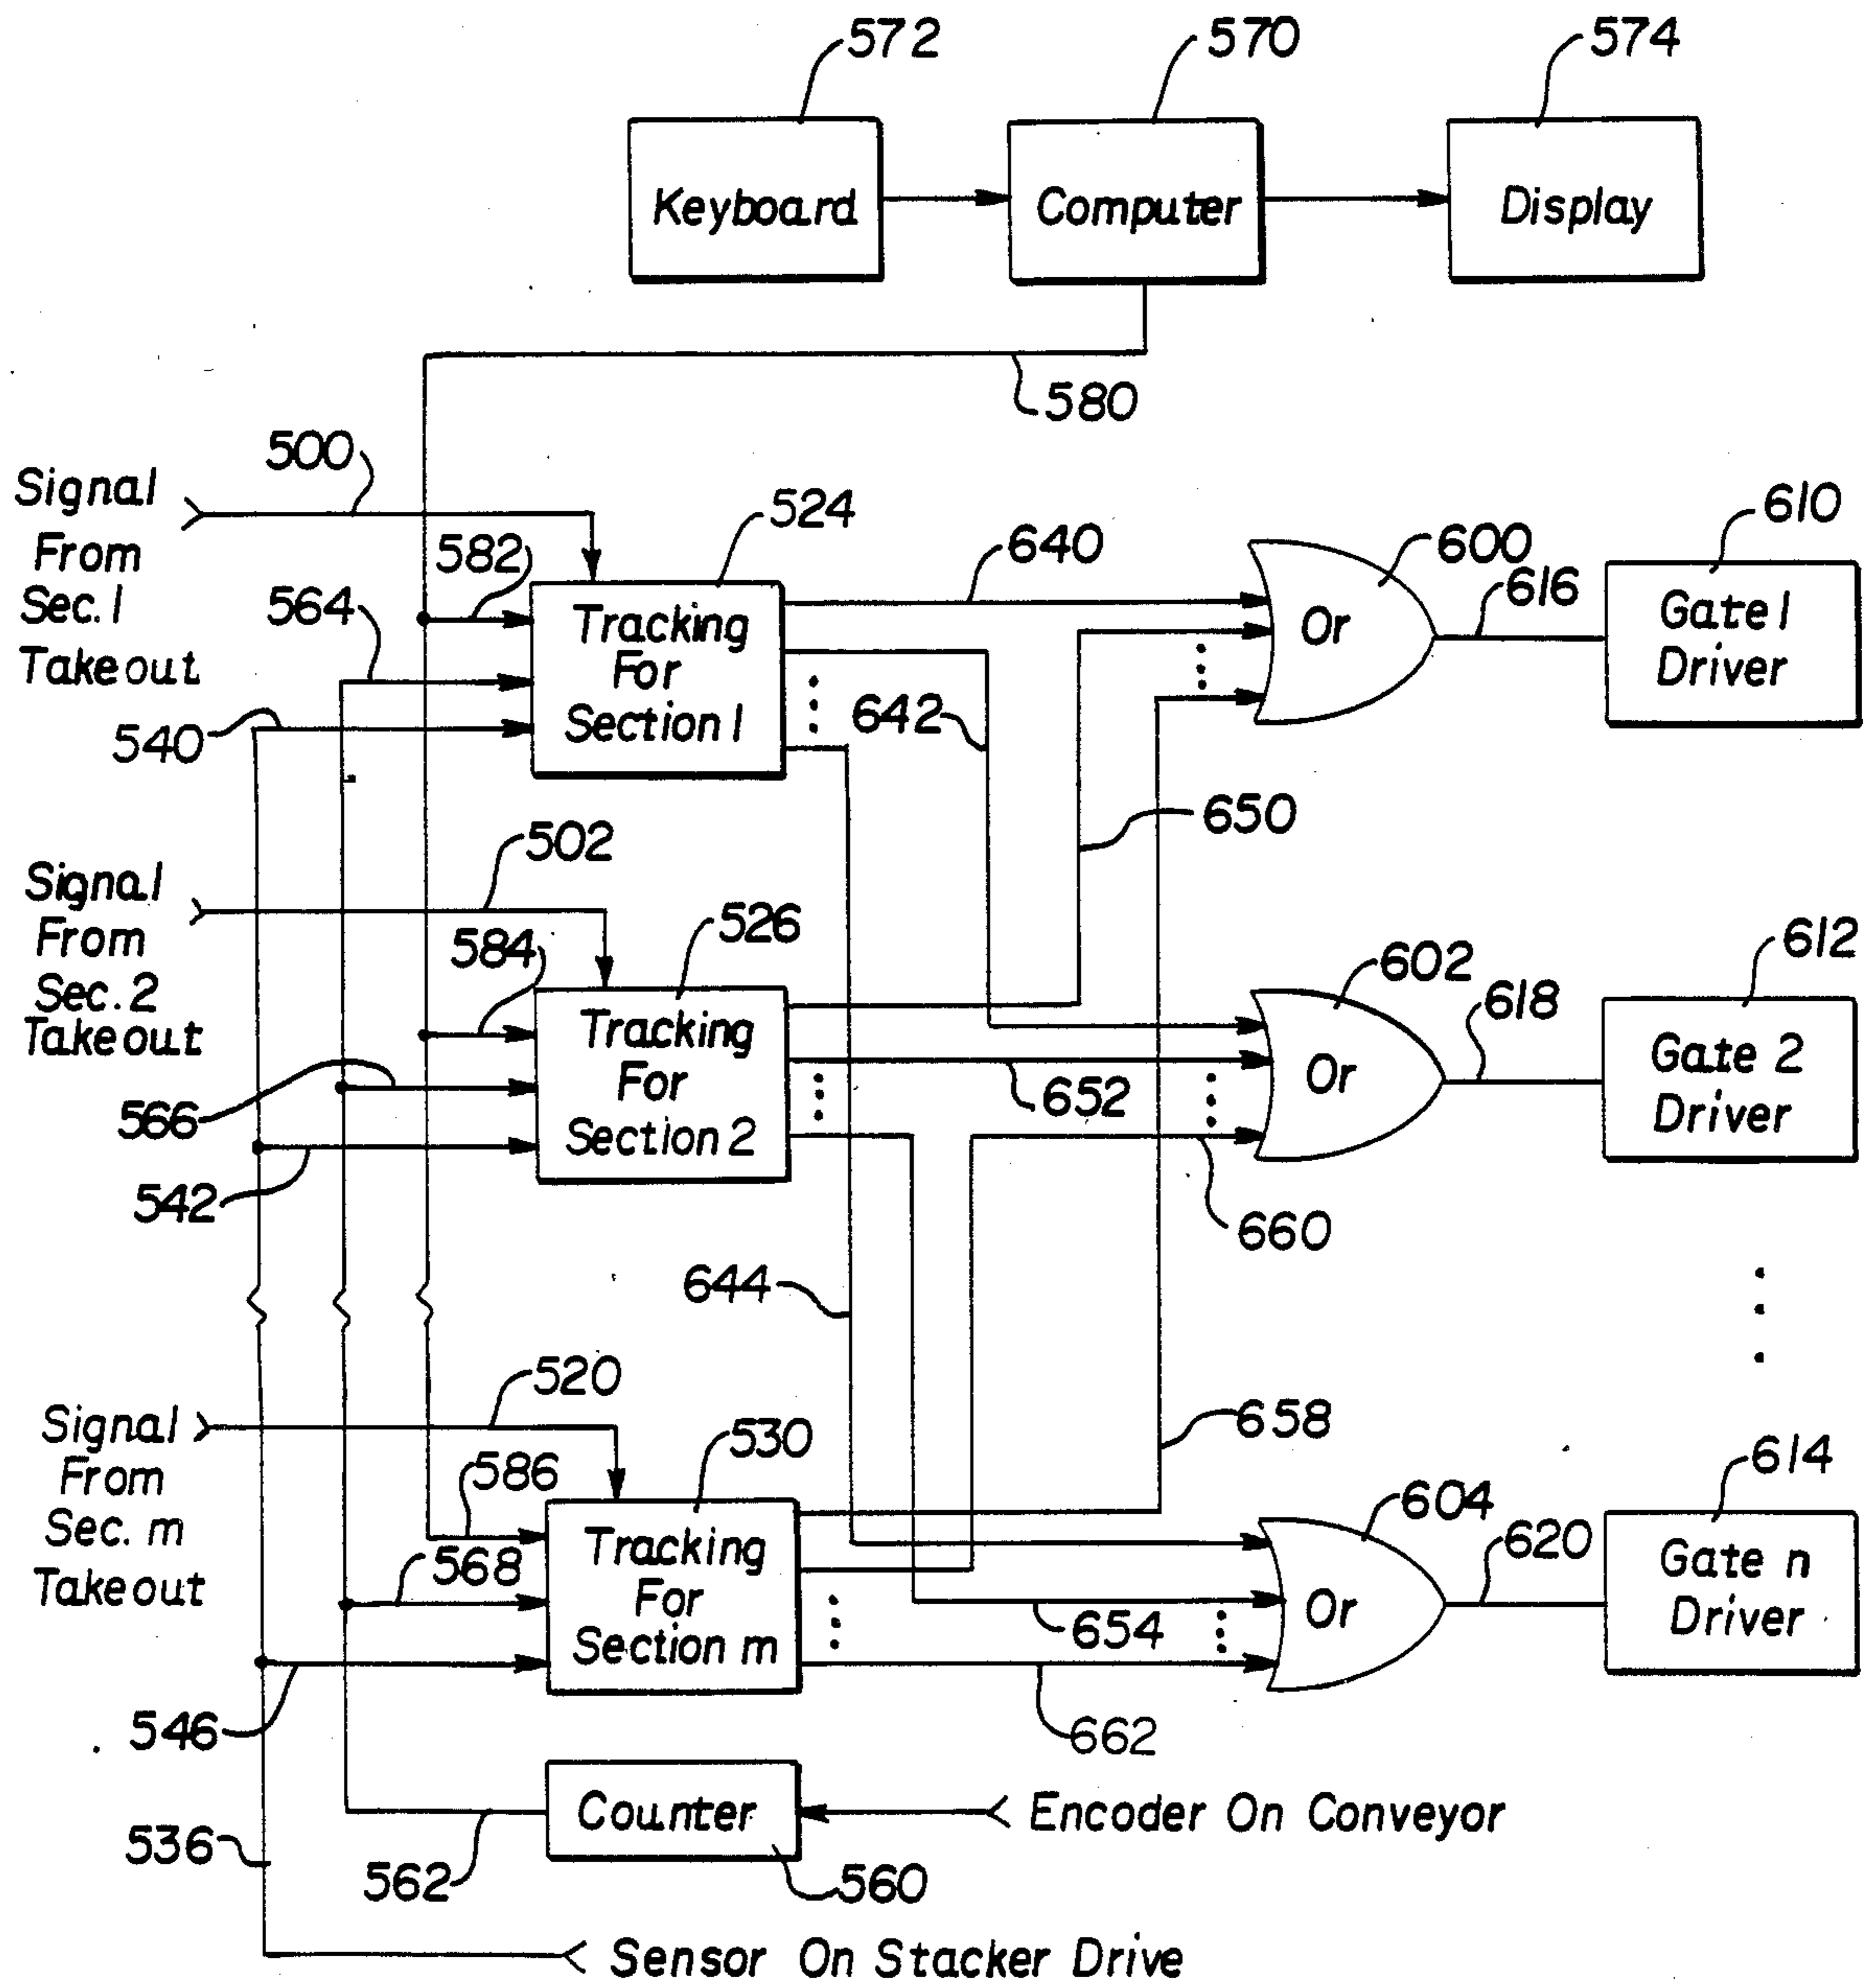 572
570
574
Keyboard
Computer
Display
580
500
Signal
From
Sec. 1
Takeout
524
582
564
540
Tracking
For
Section 1
640
642
650
600
Or
616
610
Gate 1
Driver
502
Signal
From
Sec. 2
Takeout
526
584
566
542
Tracking
For
Section 2
652
660
602
Or
618
612
Gate 2
Driver
644
658
520
Signal
From
Sec. m
Takeout
530
586
568
546
Tracking
For
Section m
654
662
604
Or
620
614
Gate n
Driver
536
562
Counter
560
Encoder On Conveyor
Sensor On Stacker Drive